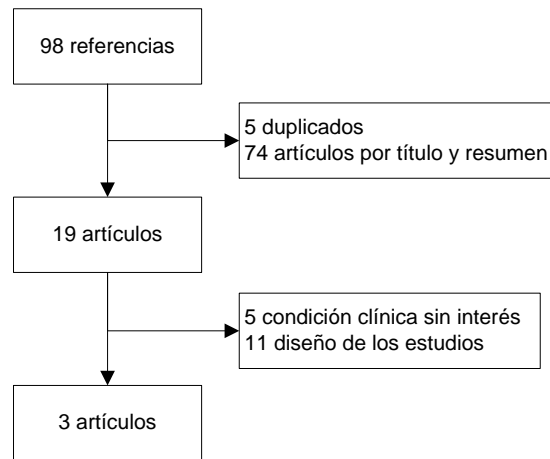 98 referencias
5 duplicados
74 artículos por título y resumen
19 artículos
5 condición clínica sin interés
11 diseño de los estudios
3 artículos